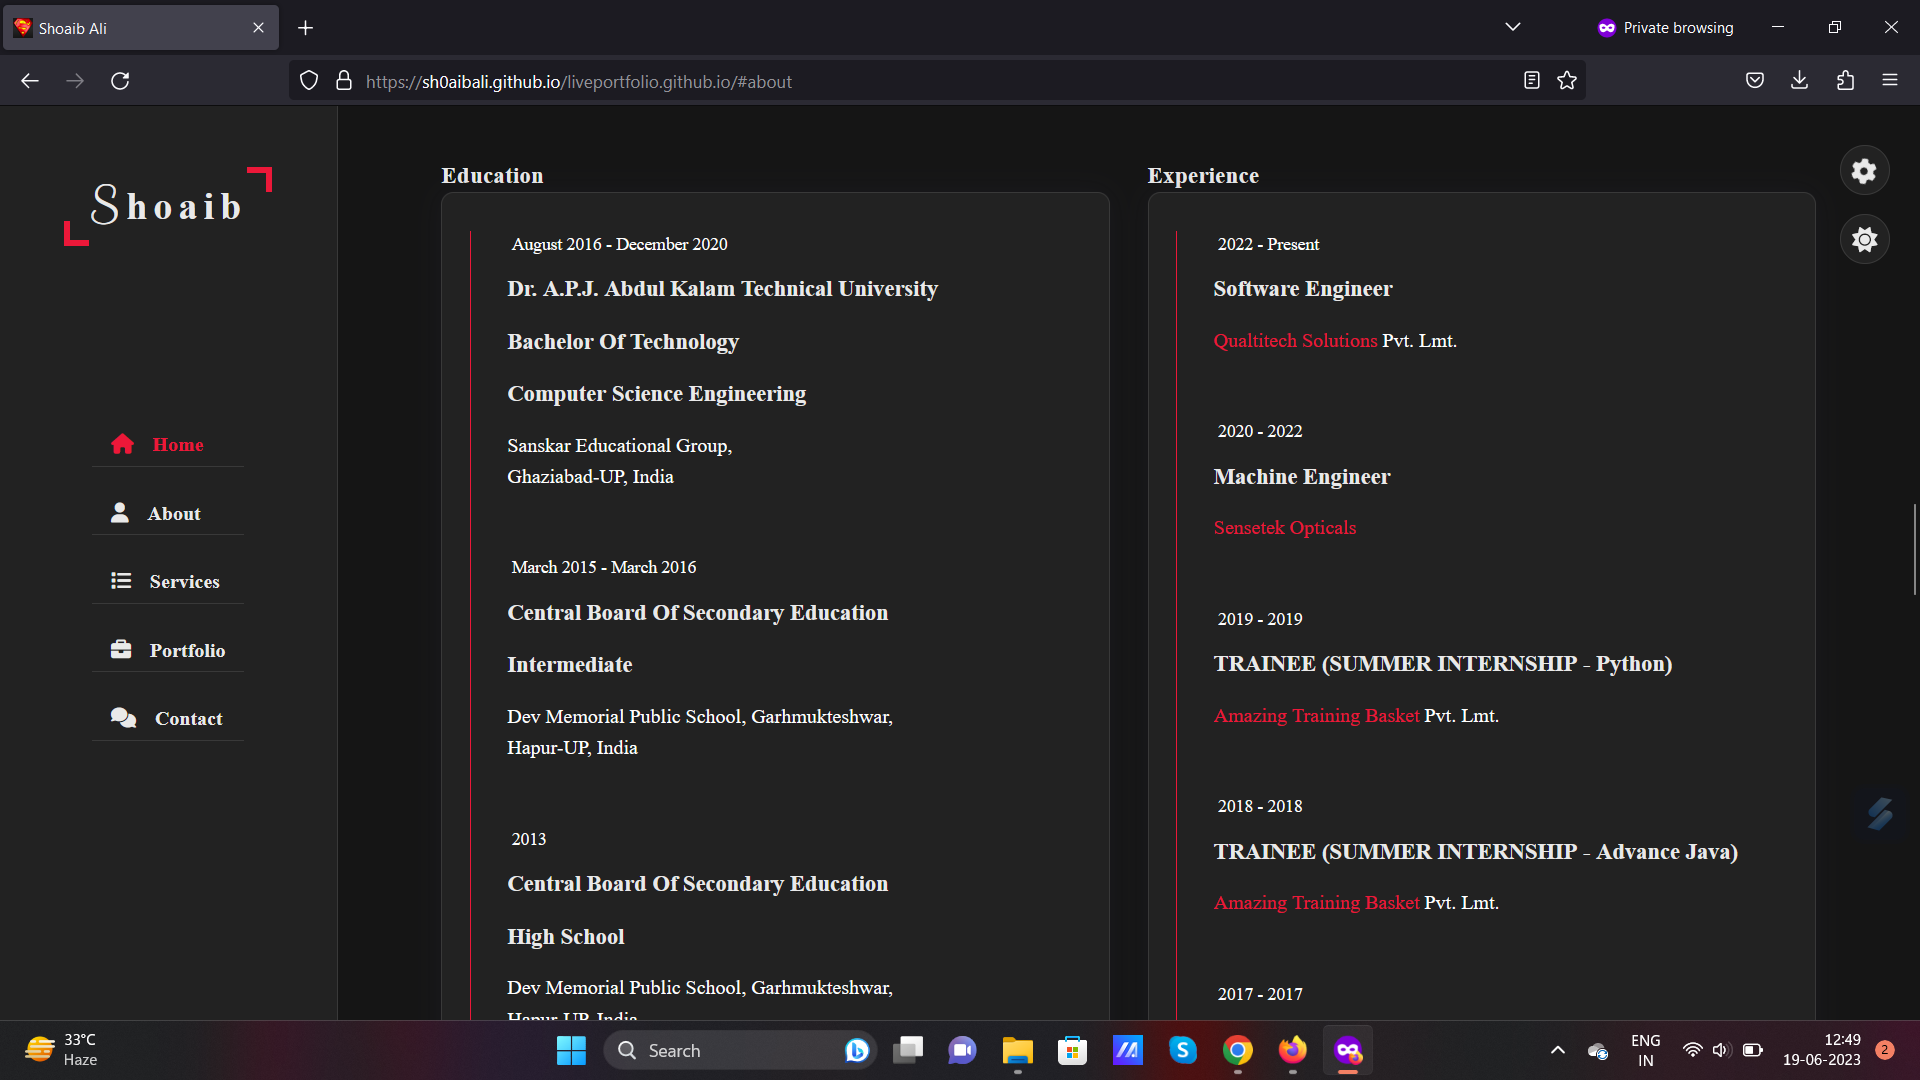 Shoaib Ali
Private browsing
https://sh0aibali.github.io/liveportfolio.github.io/#about
Shoaib
Home
About
Services
Portfolio
Contact
Education
August 2016 - December 2020
Dr. A.P.J. Abdul Kalam Technical University
Bachelor Of Technology
Computer Science Engineering
Sanskar Educational Group,
Ghaziabad-UP, India
March 2015 - March 2016
Central Board Of Secondary Education
Intermediate
Dev Memorial Public School, Garhmukteshwar,
Hapur-UP, India
2013
Central Board Of Secondary Education
High School
Dev Memorial Public School, Garhmukteshwar,
Hapur-UP, India
Experience
2022 - Present
Software Engineer
Qualtitech Solutions Pvt. Lmt.
2020 - 2022
Machine Engineer
Sensetek Opticals
2019 - 2019
TRAINEE (SUMMER INTERNSHIP - Python)
Amazing Training Basket Pvt. Lmt.
2018 - 2018
TRAINEE (SUMMER INTERNSHIP - Advance Java)
Amazing Training Basket Pvt. Lmt.
2017 - 2017
33°C
Haze
Search
ENG
IN
12:49
19-06-2023
2